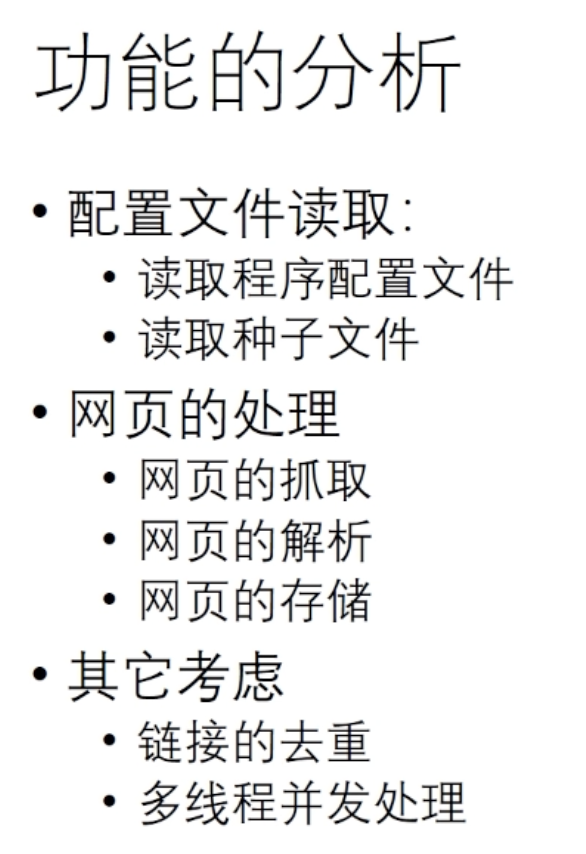 功能的分析
• 配置文件读取:
• 读取程序配置文件
• 读取种子文件
• 网页的处理
• 网页的抓取
• 网页的解析
• 网页的存储
• 其它考虑
• 链接的去重
• 多线程并发处理